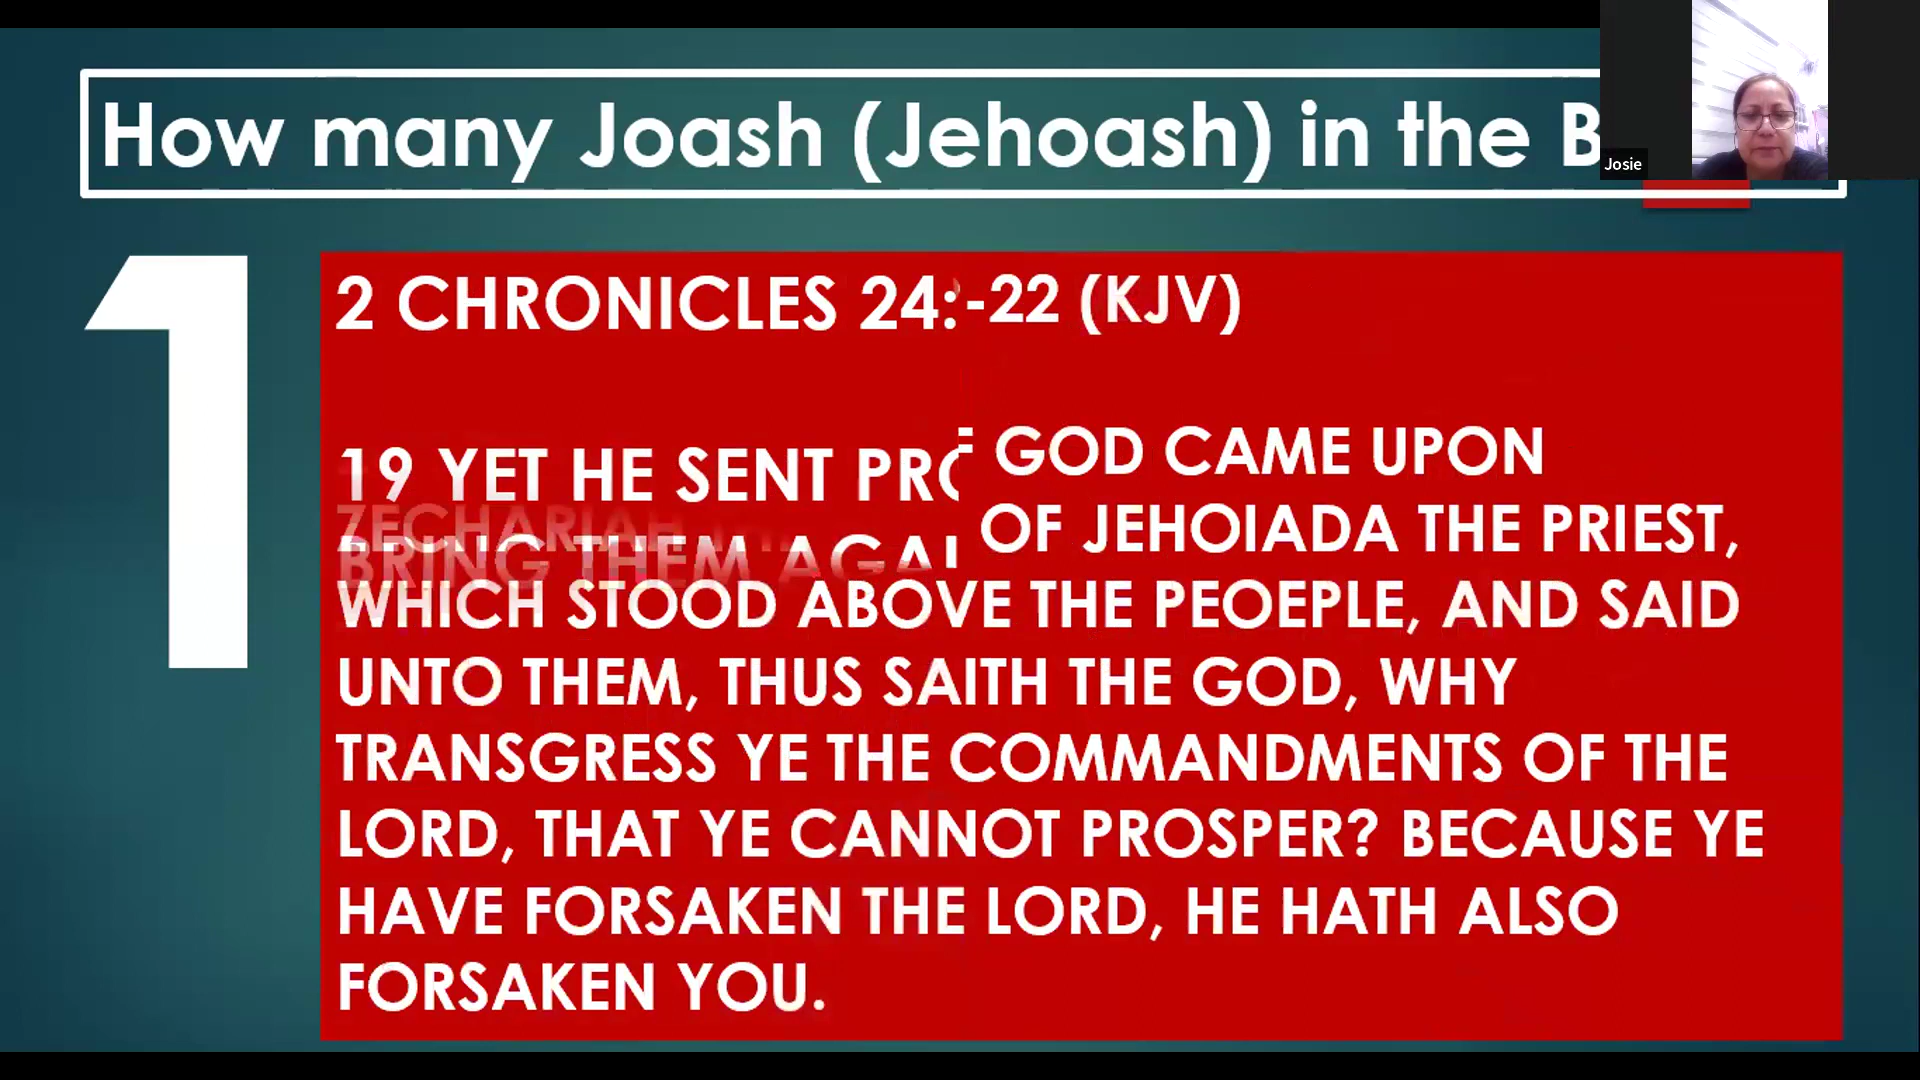 How many Joash (Jehoash) in the B
Josie
1
2 CHRONICLES 24:-22 (KJV)
19 YET HE SENT
GOD CAME UPON
ZECHARIAH
OF JEHOIADA THE PRIEST,
BRING THEM
WHICH STOOD ABOVE THE PEOEPLE, AND SAID
UNTO THEM, THUS SAITH THE GOD, WHY
TRANSGRESS YE THE COMMANDMENTS OF THE
LORD, THAT YE CANNOT PROSPER? BECAUSE YE
HAVE FORSAKEN THE LORD, HE HATH ALSO
FORSAKEN YOU.